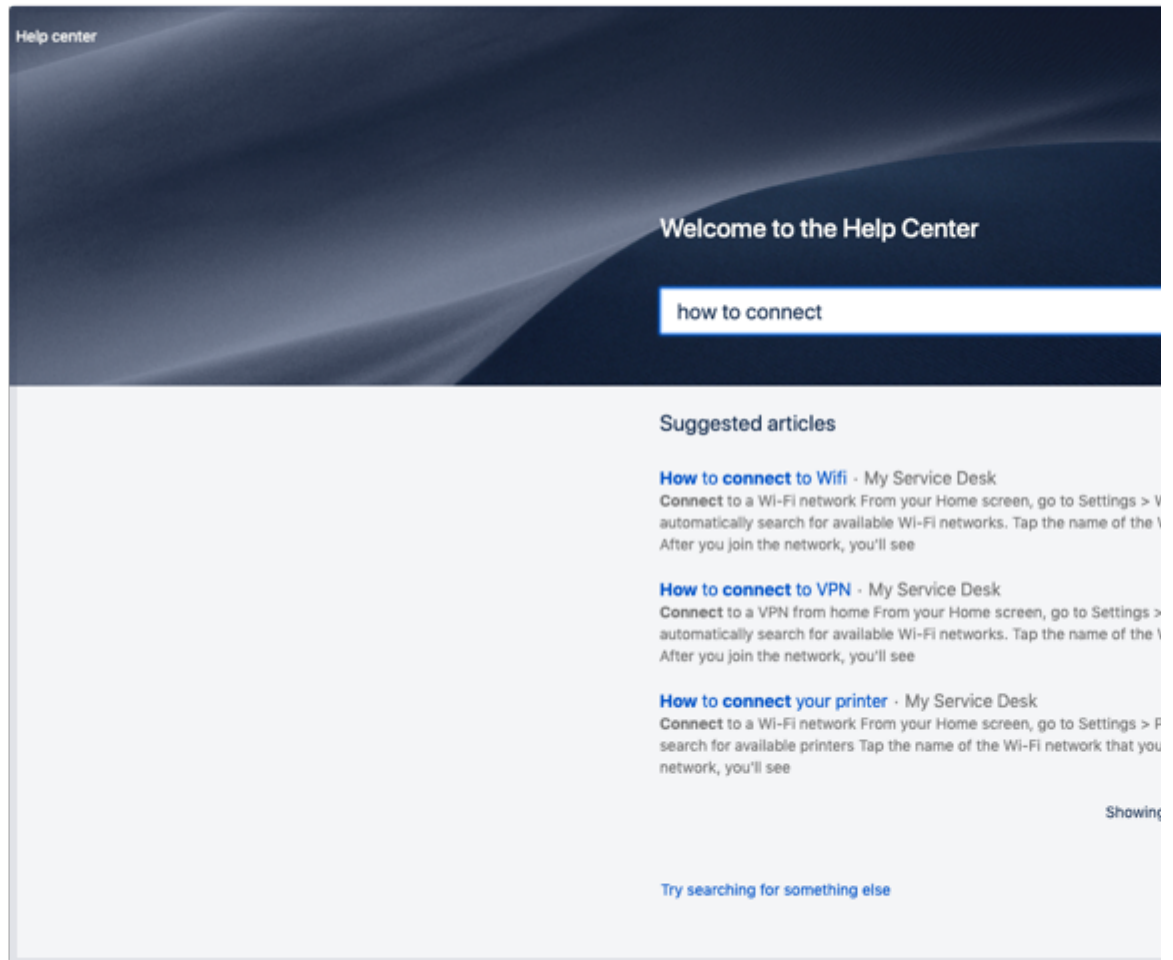 Help center
Welcome to the Help Center
how to connect
Suggested articles
How to connect to Wifi · My Service Desk
Connect to a Wi-Fi network From your Home screen, go to Settings >
automatically search for available Wi-Fi networks. Tap the name of the
After you join the network, you'll see
How to connect to VPN · My Service Desk
Connect to a VPN from home From your Home screen, go to Settings >
automatically search for available Wi-Fi networks. Tap the name of the
After you join the network, you'll see
How to connect your printer · My Service Desk
Connect to a Wi-Fi network From your Home screen, go to Settings > P
search for available printers Tap the name of the Wi-Fi network that you
network, you'll see
Showing
Try searching for something else